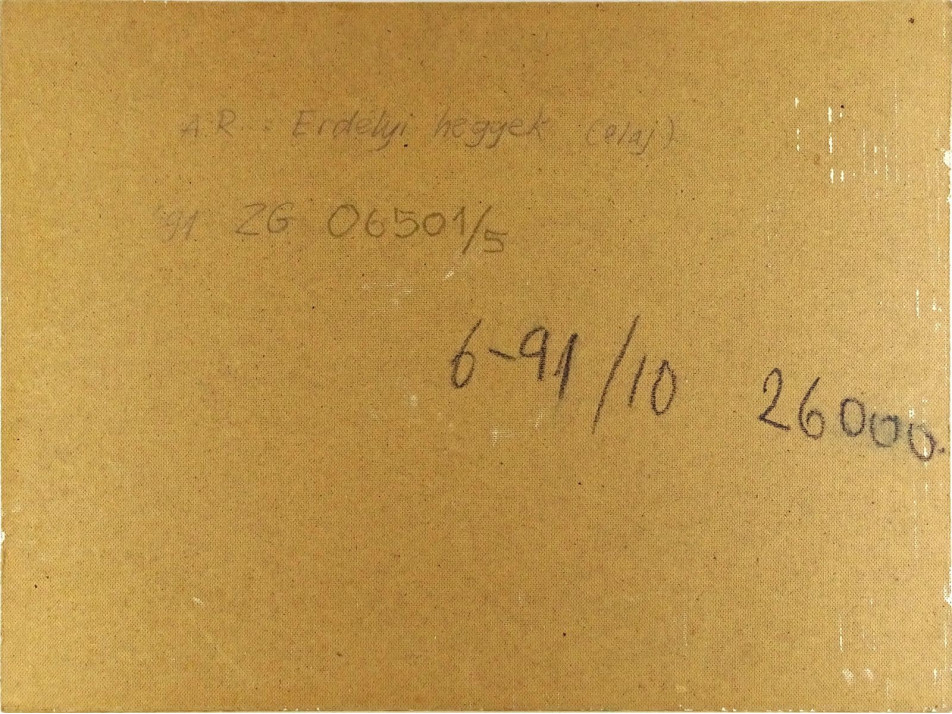 A.R. : Erdélyi hegyek (olaj)
'91 ZG 06501/5
6-91/10 26000.